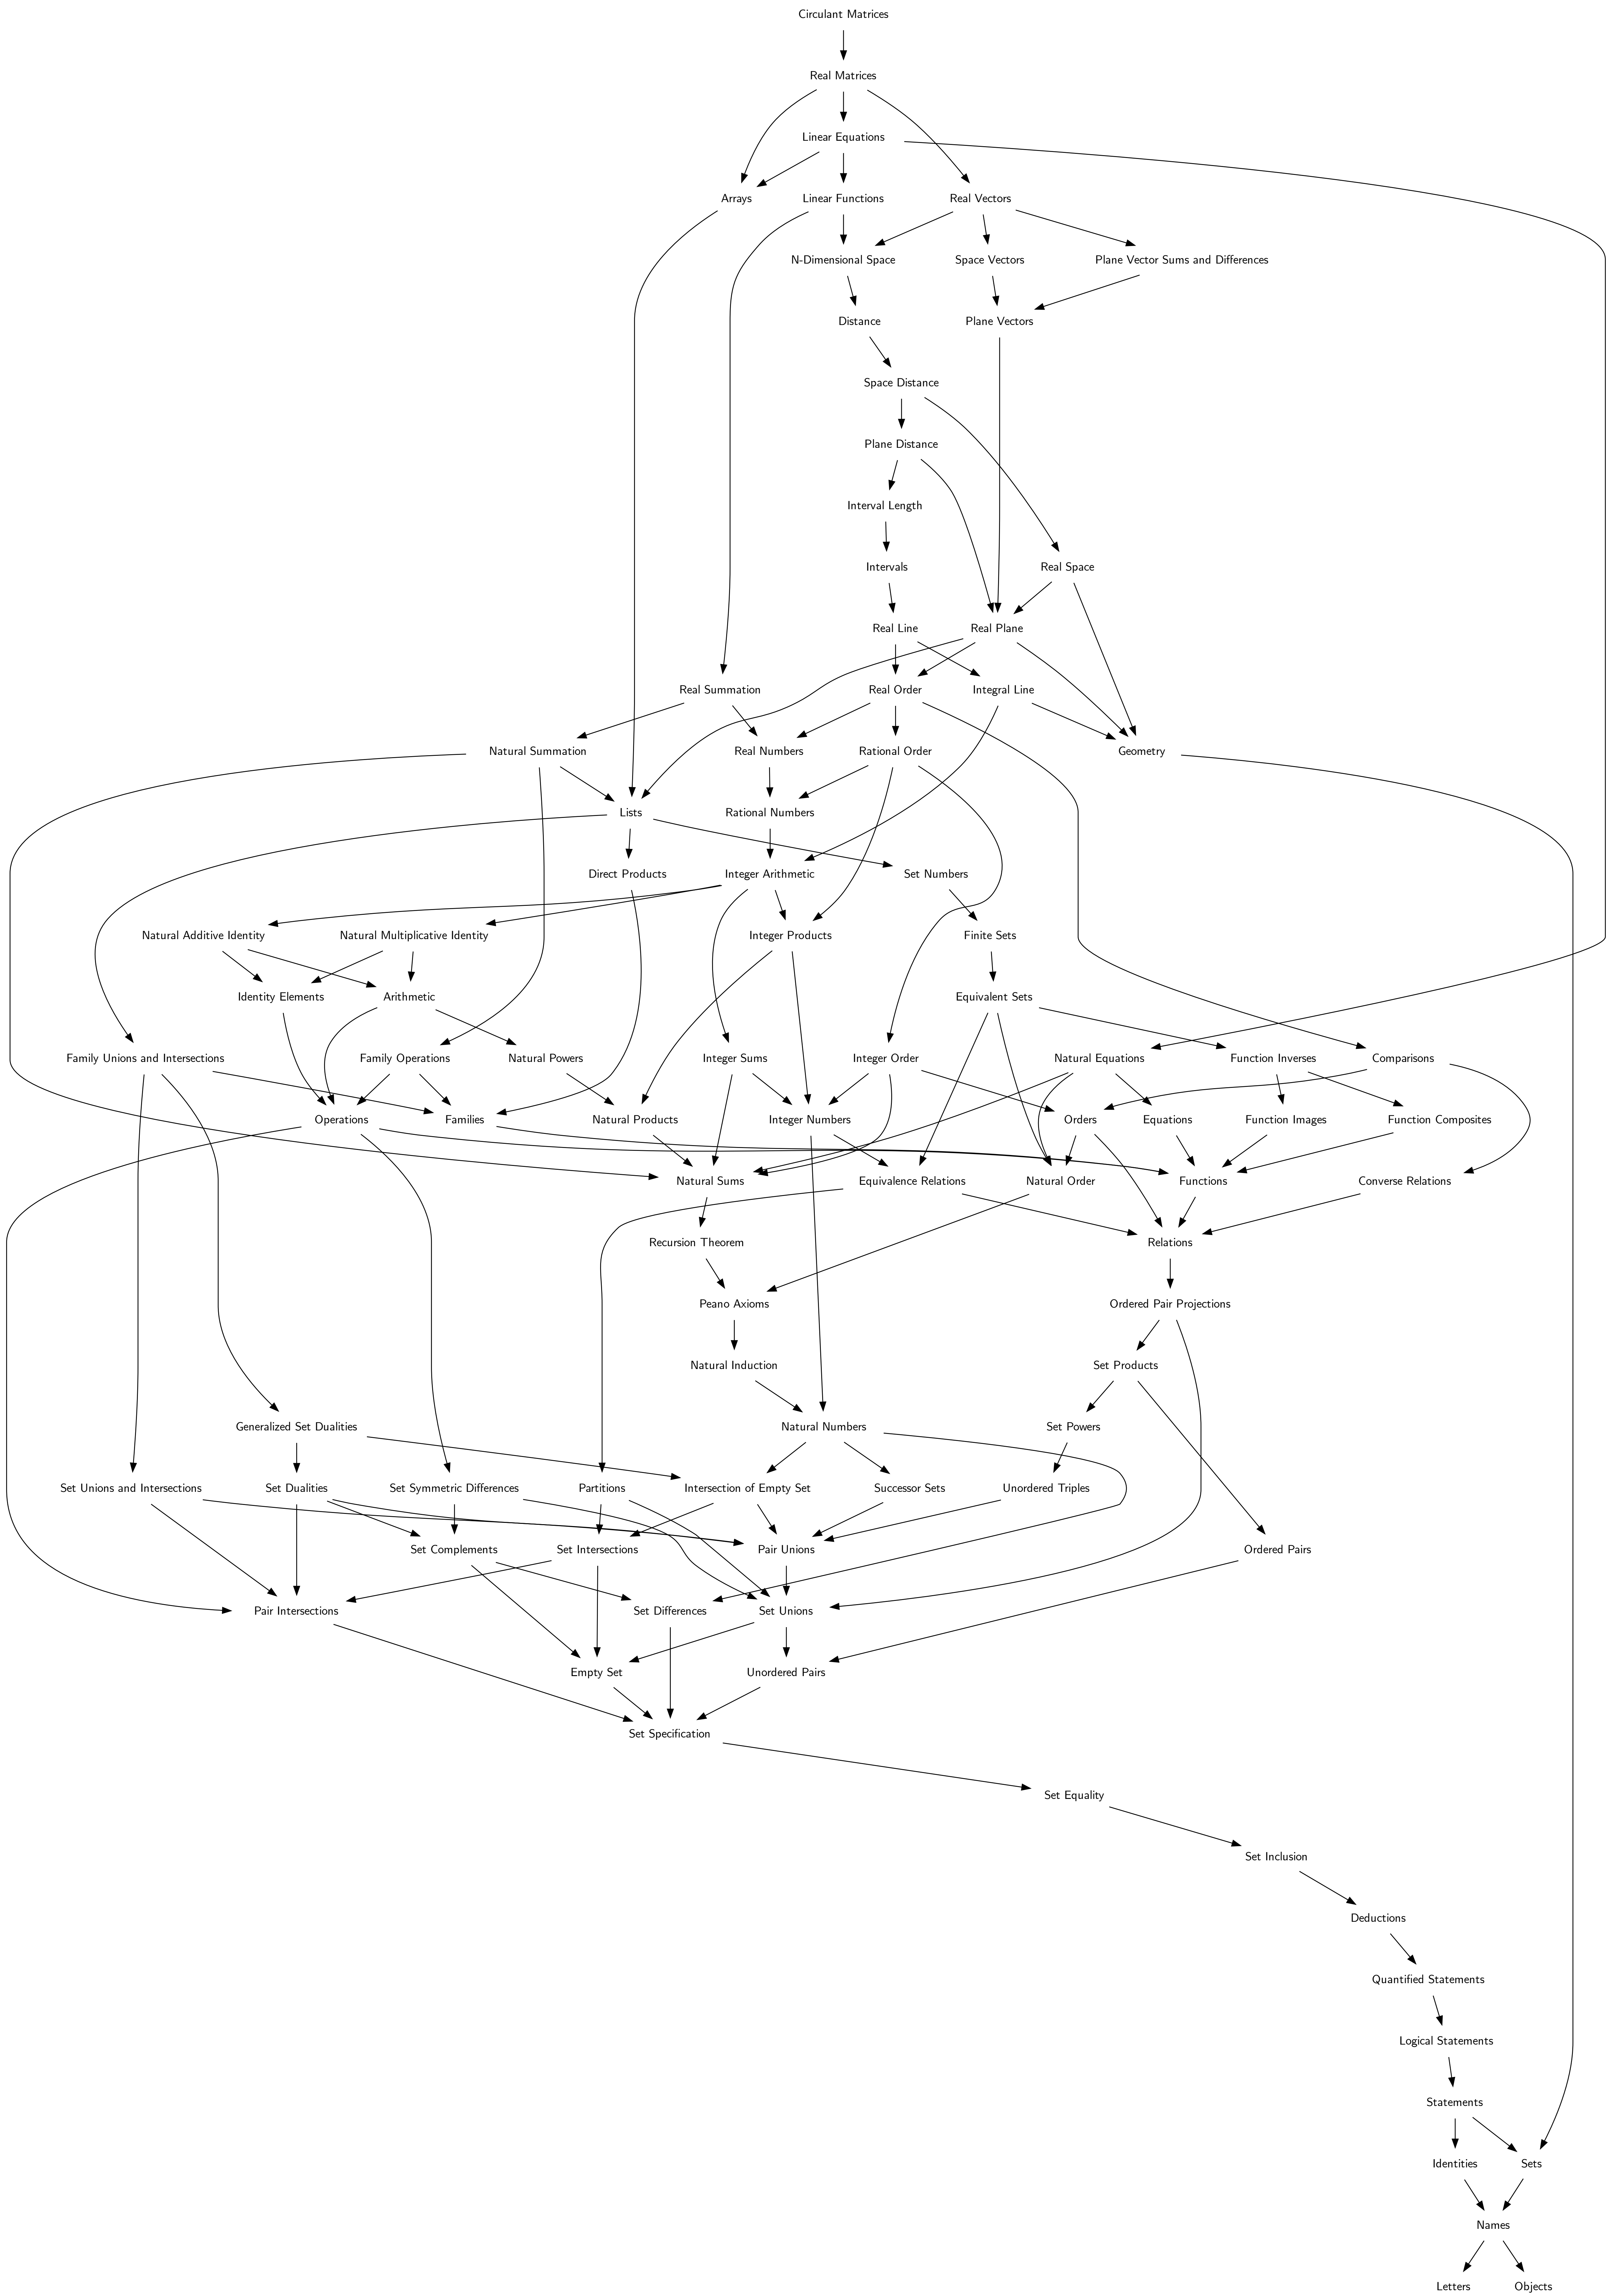 Circulant Matrices
Real Matrices
Linear Equations
Arrays
Linear Functions
Real Vectors
N-Dimensional Space
Space Vectors
Plane Vector Sums and Differences
Distance
Plane Vectors
Space Distance
Plane Distance
Interval Length
Intervals
Real Space
Real Line
Real Plane
Real Summation
Real Order
Integral Line
Natural Summation
Real Numbers
Rational Order
Geometry
Lists
Rational Numbers
Direct Products
Integer Arithmetic
Set Numbers
Natural Additive Identity
Natural Multiplicative Identity
Integer Products
Finite Sets
Identity Elements
Arithmetic
Equivalent Sets
Family Unions and Intersections
Family Operations
Natural Powers
Integer Sums
Integer Order
Natural Equations
Function Inverses
Comparisons
Operations
Families
Natural Products
Integer Numbers
Orders
Equations
Function Images
Function Composites
Natural Sums
Equivalence Relations
Natural Order
Functions
Converse Relations
Recursion Theorem
Relations
Peano Axioms
Ordered Pair Projections
Natural Induction
Set Products
Generalized Set Dualities
Natural Numbers
Set Powers
Set Unions and Intersections
Set Dualities
Set Symmetric Differences
Partitions
Intersection of Empty Set
Successor Sets
Unordered Triples
Set Complements
Set Intersections
Pair Unions
Ordered Pairs
Pair Intersections
Set Differences
Set Unions
Empty Set
Unordered Pairs
Set Specification
Set Equality
Set Inclusion
Deductions
Quantified Statements
Logical Statements
Statements
Identities
Sets
Names
Letters
Objects